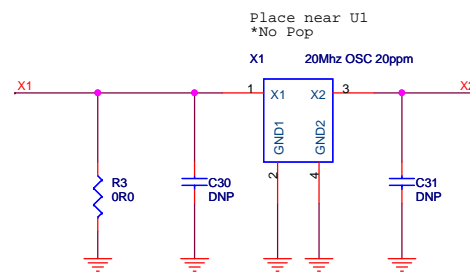 Place near U1
*No Pop
X1 20Mhz OSC 20ppm
X1 1 X1 X2 3 X2
GND1 GND2
2 4
R3 C30 C31
0R0 DNP DNP